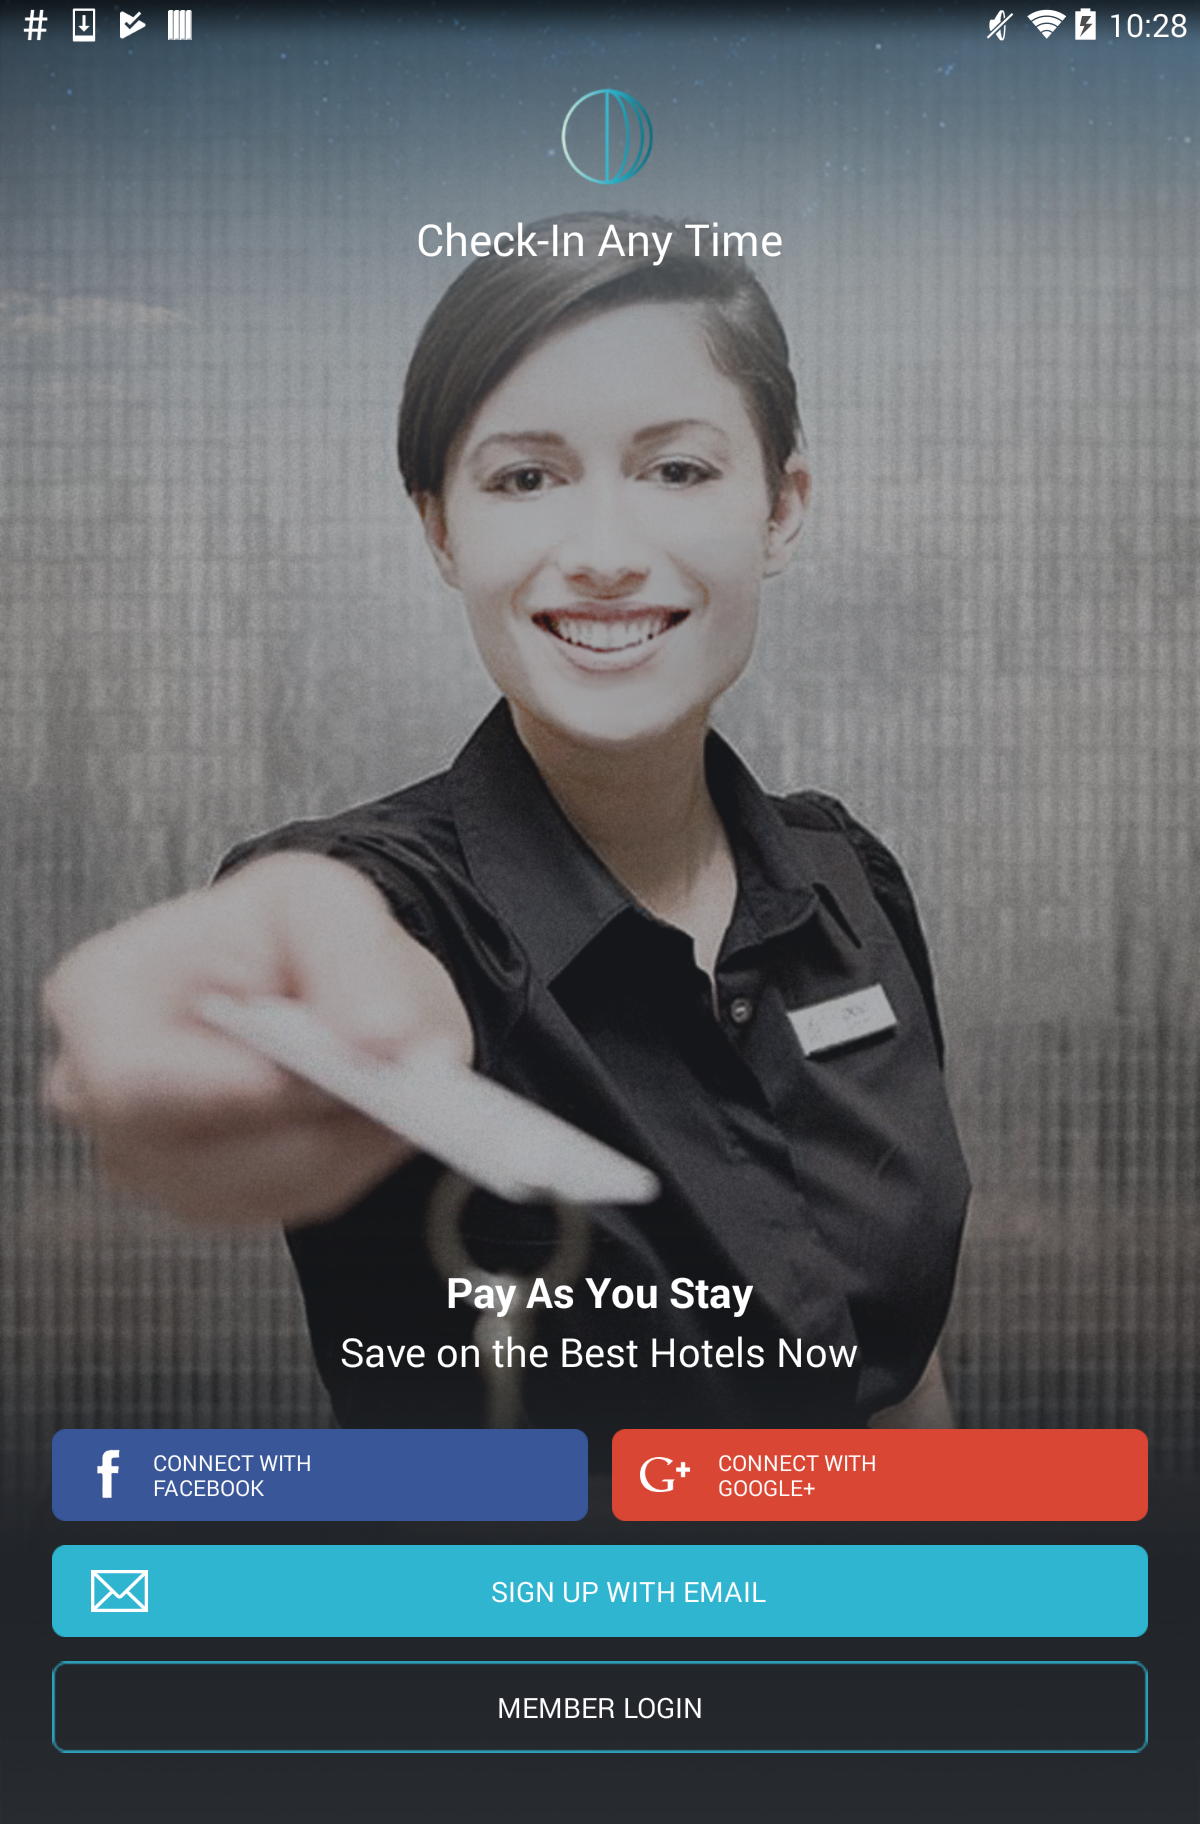 10:28
Check-In Any Time
Pay As You Stay
Save on the Best Hotels Now
CONNECT WITH
FACEBOOK
CONNECT WITH
GOOGLE+
SIGN UP WITH EMAIL
MEMBER LOGIN